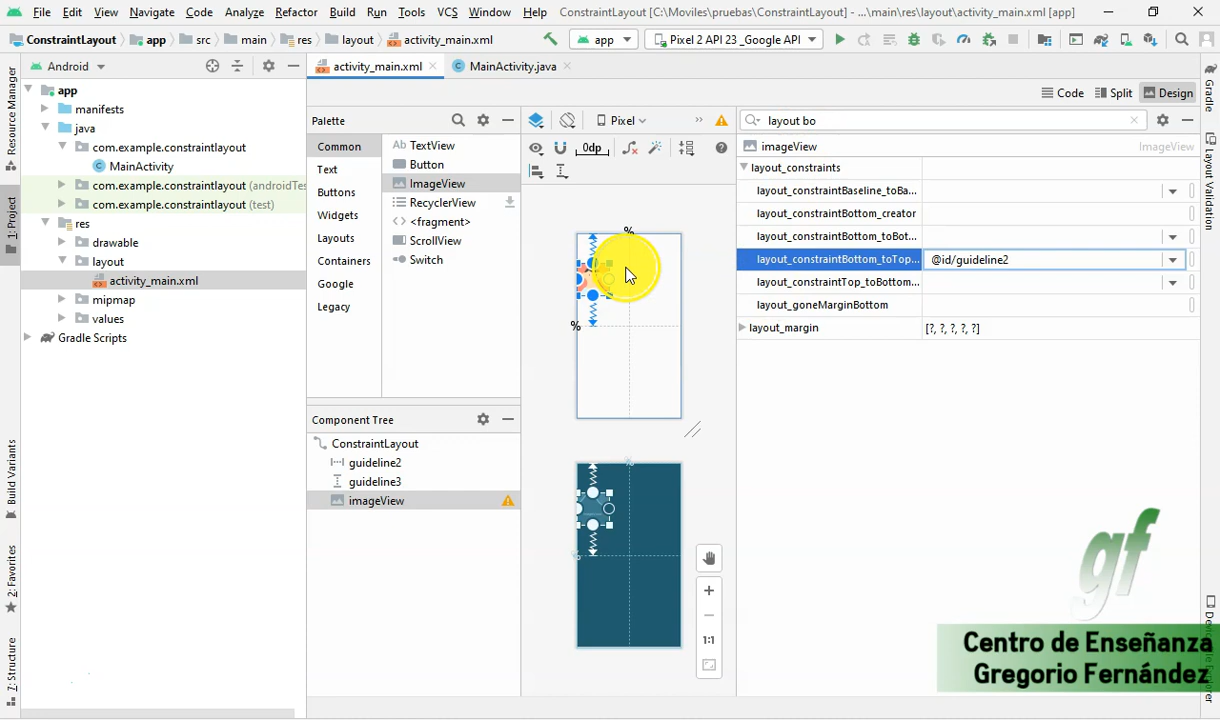 File Edit View Navigate Code Analyze Refactor Build Run Tools VCS Window Help ConstraintLayout [C:\Moviles\pruebas\ConstraintLayout] - ...\main\res\layout\activity_main.xml [app]
ConstraintLayout app src main res layout activity_main.xml app Pixel 2 API 23 _Google API
Android activity_main.xml MainActivity.java
Code Split Design
app
manifests
java
com.example.constraintlayout
MainActivity
com.example.constraintlayout (androidTes
com.example.constraintlayout (test)
res
drawable
layout
activity_main.xml
mipmap
values
Gradle Scripts
Resource Manager
1: Project
Build Variants
2: Favorites
Z: Structure
Palette
Common
Text
Buttons
Widgets
Layouts
Containers
Google
Legacy
Ab TextView
Button
ImageView
RecyclerView
<fragment>
ScrollView
Switch
Component Tree
ConstraintLayout
guideline2
guideline3
imageView
Pixel
0dp
%
%
%
%
1:1
layout bo
imageView ImageView
layout_constraints
layout_constraintBaseline_toBa...
layout_constraintBottom_creator
layout_constraintBottom_toBot...
layout_constraintBottom_toTop... @id/guideline2
layout_constraintTop_toBottom...
layout_goneMarginBottom
layout_margin [?, ?, ?, ?, ?]
Gradle
Layout Validation
gf
Centro de Enseñanza
Gregorio Fernández